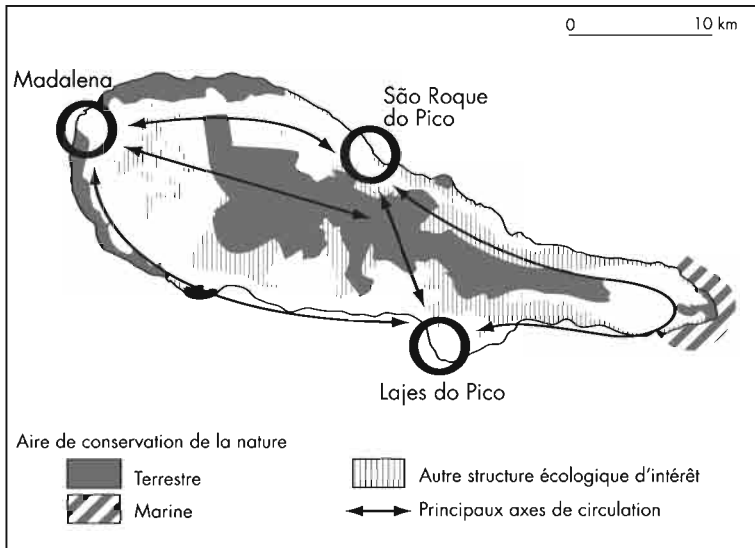 0 10 km
Madalena
São Roque
do Pico
Lajes do Pico
Aire de conservation de la nature
Terrestre
Marine
Autre structure écologique d'intérêt
Principaux axes de circulation